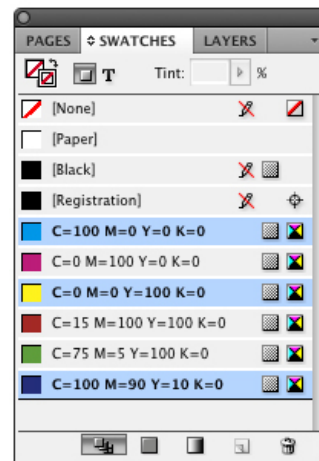 PAGES SWATCHES LAYERS
T Tint: %
[None]
[Paper]
[Black]
[Registration]
C=100 M=0 Y=0 K=0
C=0 M=100 Y=0 K=0
C=0 M=0 Y=100 K=0
C=15 M=100 Y=100 K=0
C=75 M=5 Y=100 K=0
C=100 M=90 Y=10 K=0